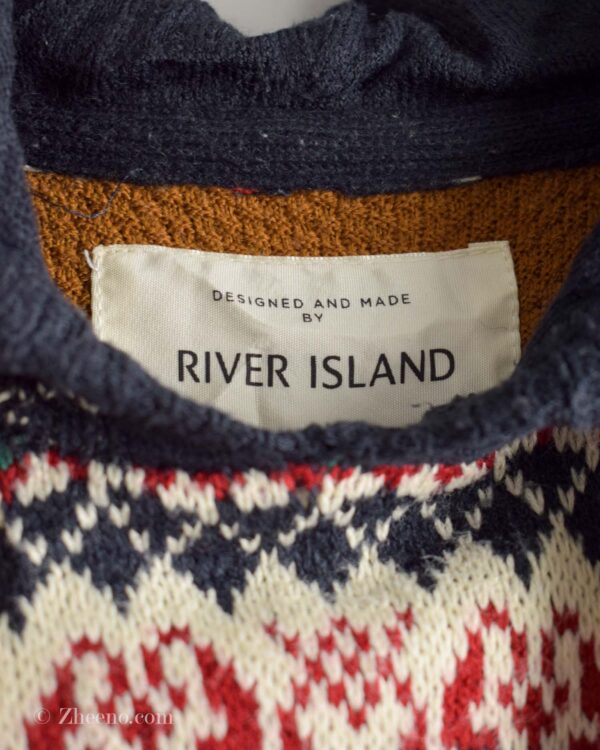 DESIGNED AND MADE
BY
RIVER ISLAND
© Zheeno.com